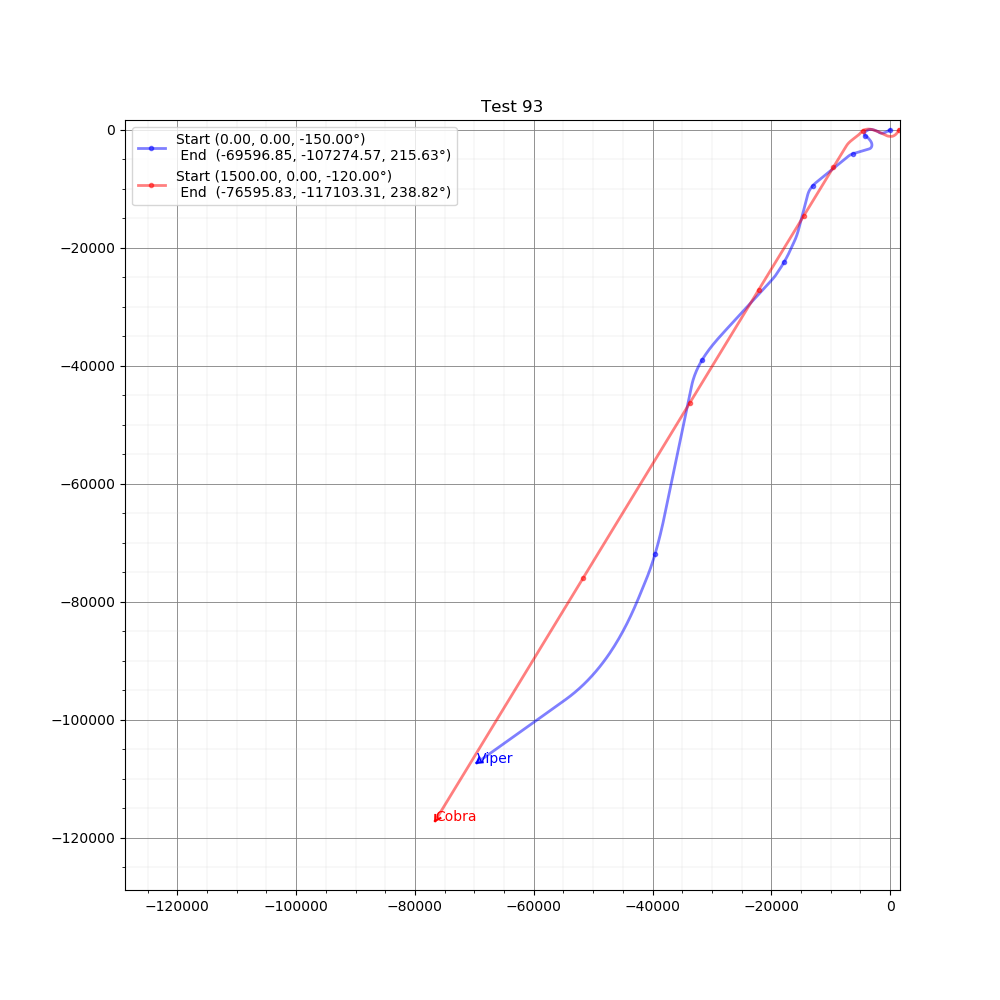 Test 93
Start (0.00, 0.00, -150.00°)
End (-69596.85, -107274.57, 215.63°)
Start (1500.00, 0.00, -120.00°)
End (-76595.83, -117103.31, 238.82°)
0
−20000
−40000
−60000
−80000
−100000
−120000
Viper
Cobra
−120000 −100000 −80000 −60000 −40000 −20000 0